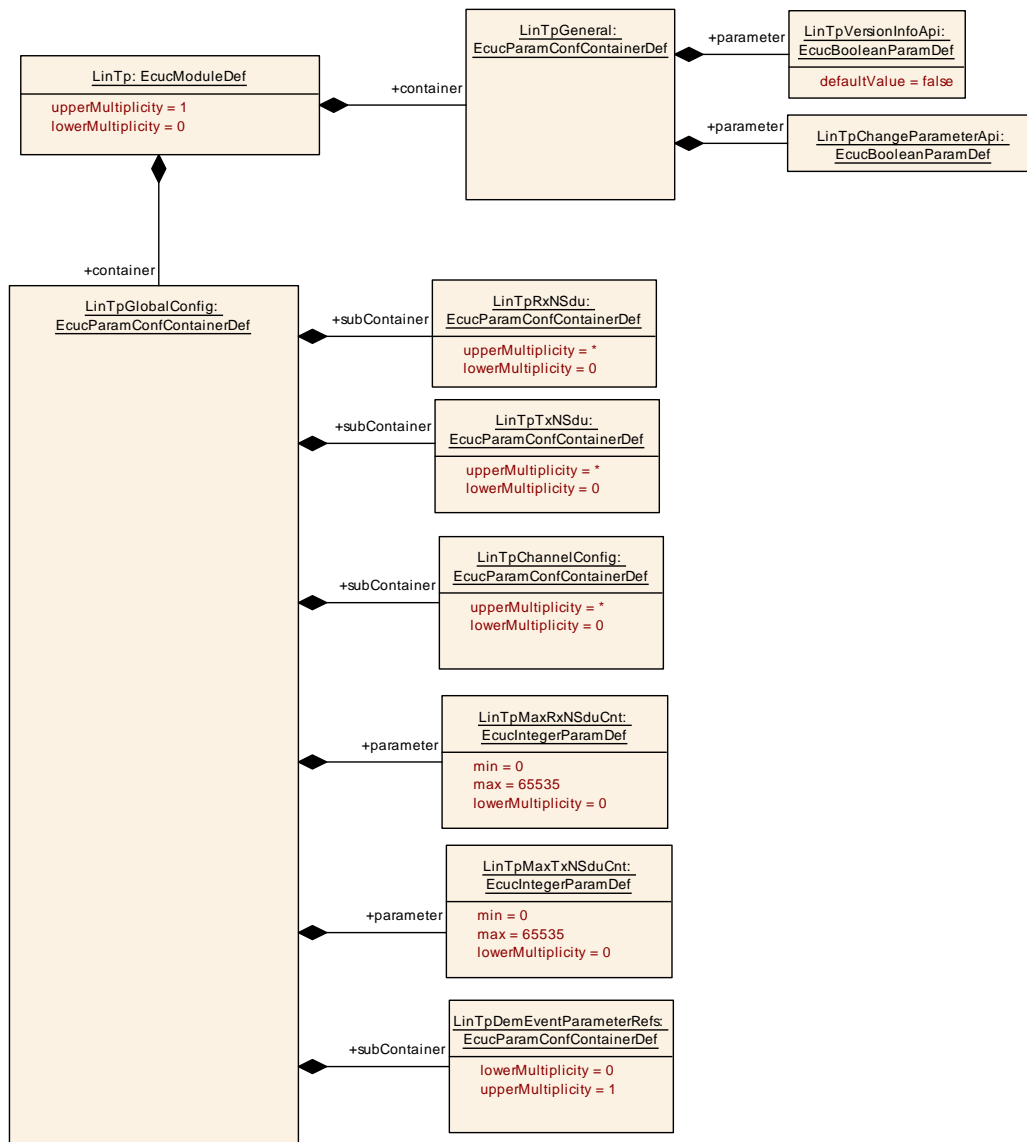 LinTpGeneral:
EcucParamConfContainerDef
+parameter
LinTpVersionInfoApi:
EcucBooleanParamDef
defaultValue = false
LinTp: EcucModuleDef
upperMultiplicity = 1
lowerMultiplicity = 0
+container
+parameter
LinTpChangeParameterApi:
EcucBooleanParamDef
+container
LinTpGlobalConfig:
EcucParamConfContainerDef
+subContainer
LinTpRxNSdu:
EcucParamConfContainerDef
upperMultiplicity = *
lowerMultiplicity = 0
+subContainer
LinTpTxNSdu:
EcucParamConfContainerDef
upperMultiplicity = *
lowerMultiplicity = 0
+subContainer
LinTpChannelConfig:
EcucParamConfContainerDef
upperMultiplicity = *
lowerMultiplicity = 0
+parameter
LinTpMaxRxNSduCnt:
EcucIntegerParamDef
min = 0
max = 65535
lowerMultiplicity = 0
+parameter
LinTpMaxTxNSduCnt:
EcucIntegerParamDef
min = 0
max = 65535
lowerMultiplicity = 0
+subContainer
LinTpDemEventParameterRefs:
EcucParamConfContainerDef
lowerMultiplicity = 0
upperMultiplicity = 1